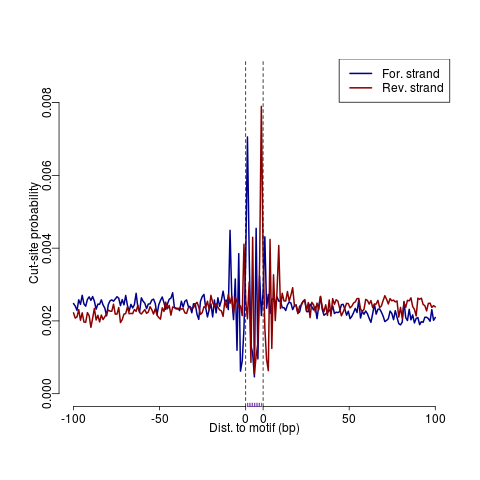 For. strand
Rev. strand
Cut-site probability
0.008
0.006
0.004
0.002
0.000
-100 -50 0 0 50 100
Dist. to motif (bp)